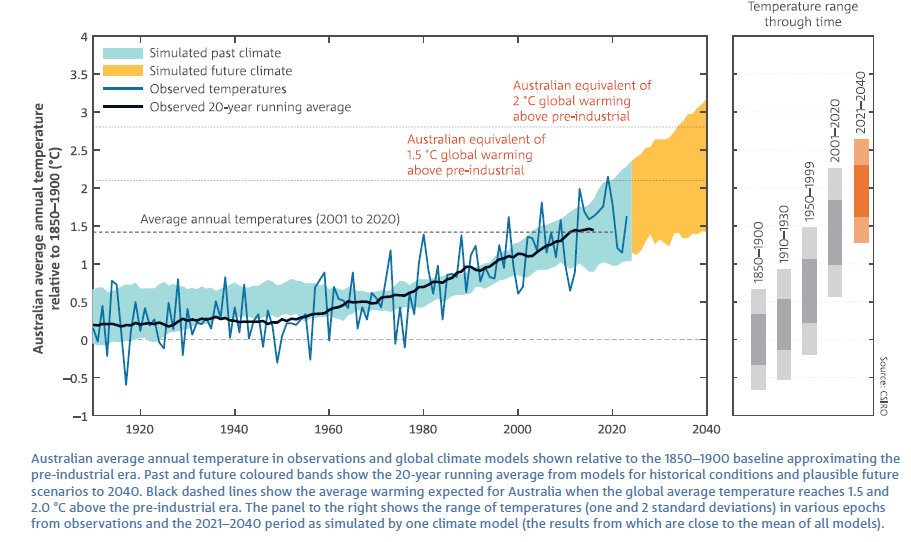 Temperature range
through time
4
3.5
3
2.5
2
1.5
1
0.5
0
−0.5
−1
Australian average annual temperature
relative to 1850–1900 (°C)
Simulated past climate
Simulated future climate
Observed temperatures
Observed 20-year running average
Australian equivalent of
2 °C global warming
above pre-industrial
Australian equivalent of
1.5 °C global warming
above pre-industrial
Average annual temperatures (2001 to 2020)
1920
1940
1960
1980
2000
2020
2040
1850–1900
1910–1930
1950–1999
2001–2020
2021–2040
Source: CSIRO
Australian average annual temperature in observations and global climate models shown relative to the 1850–1900 baseline approximating the
pre-industrial era. Past and future coloured bands show the 20-year running average from models for historical conditions and plausible future
scenarios to 2040. Black dashed lines show the average warming expected for Australia when the global average temperature reaches 1.5 and
2.0 °C above the pre-industrial era. The panel to the right shows the range of temperatures (one and 2 standard deviations) in various epochs
from observations and the 2021–2040 period as simulated by one climate model (the results from which are close to the mean of all models).